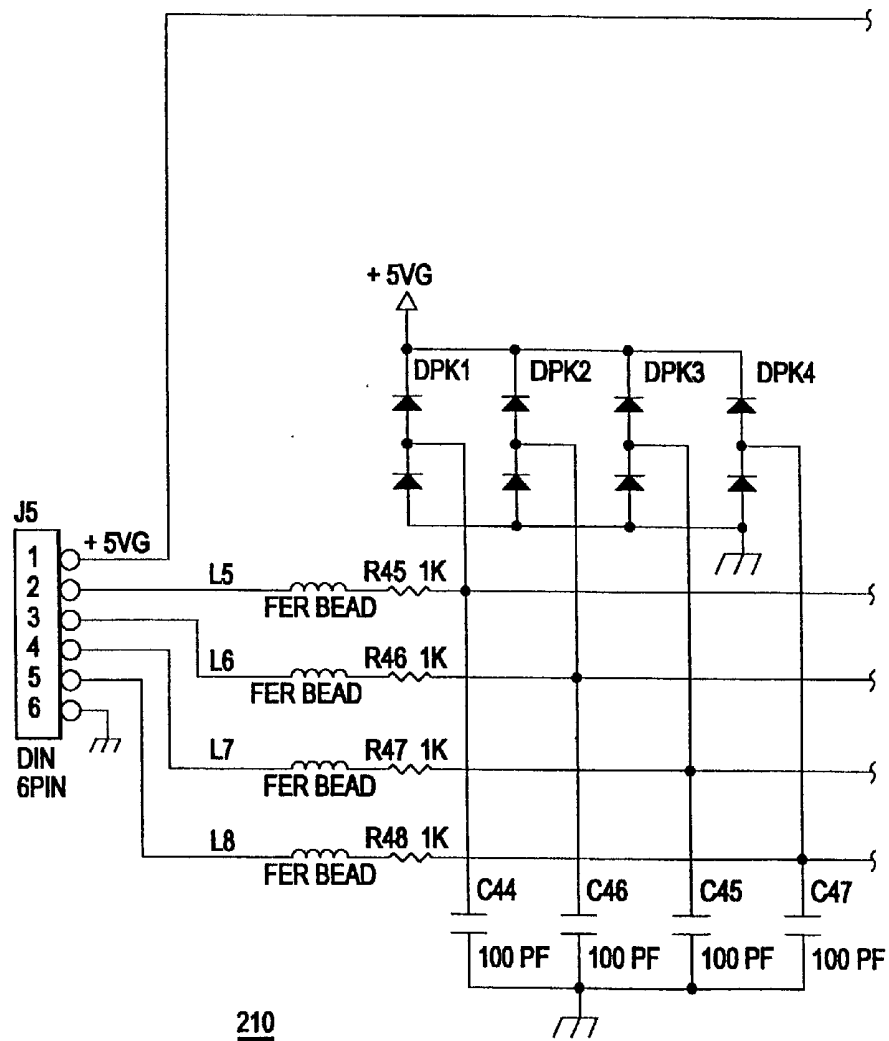 + 5VG
DPK1 DPK2 DPK3 DPK4
J5
1 + 5VG
2 L5 FER BEAD R45 1K
3 L6 FER BEAD R46 1K
4 L7 FER BEAD R47 1K
5 L8 FER BEAD R48 1K
6
DIN
6PIN
C44 C46 C45 C47
100 PF 100 PF 100 PF 100 PF
210